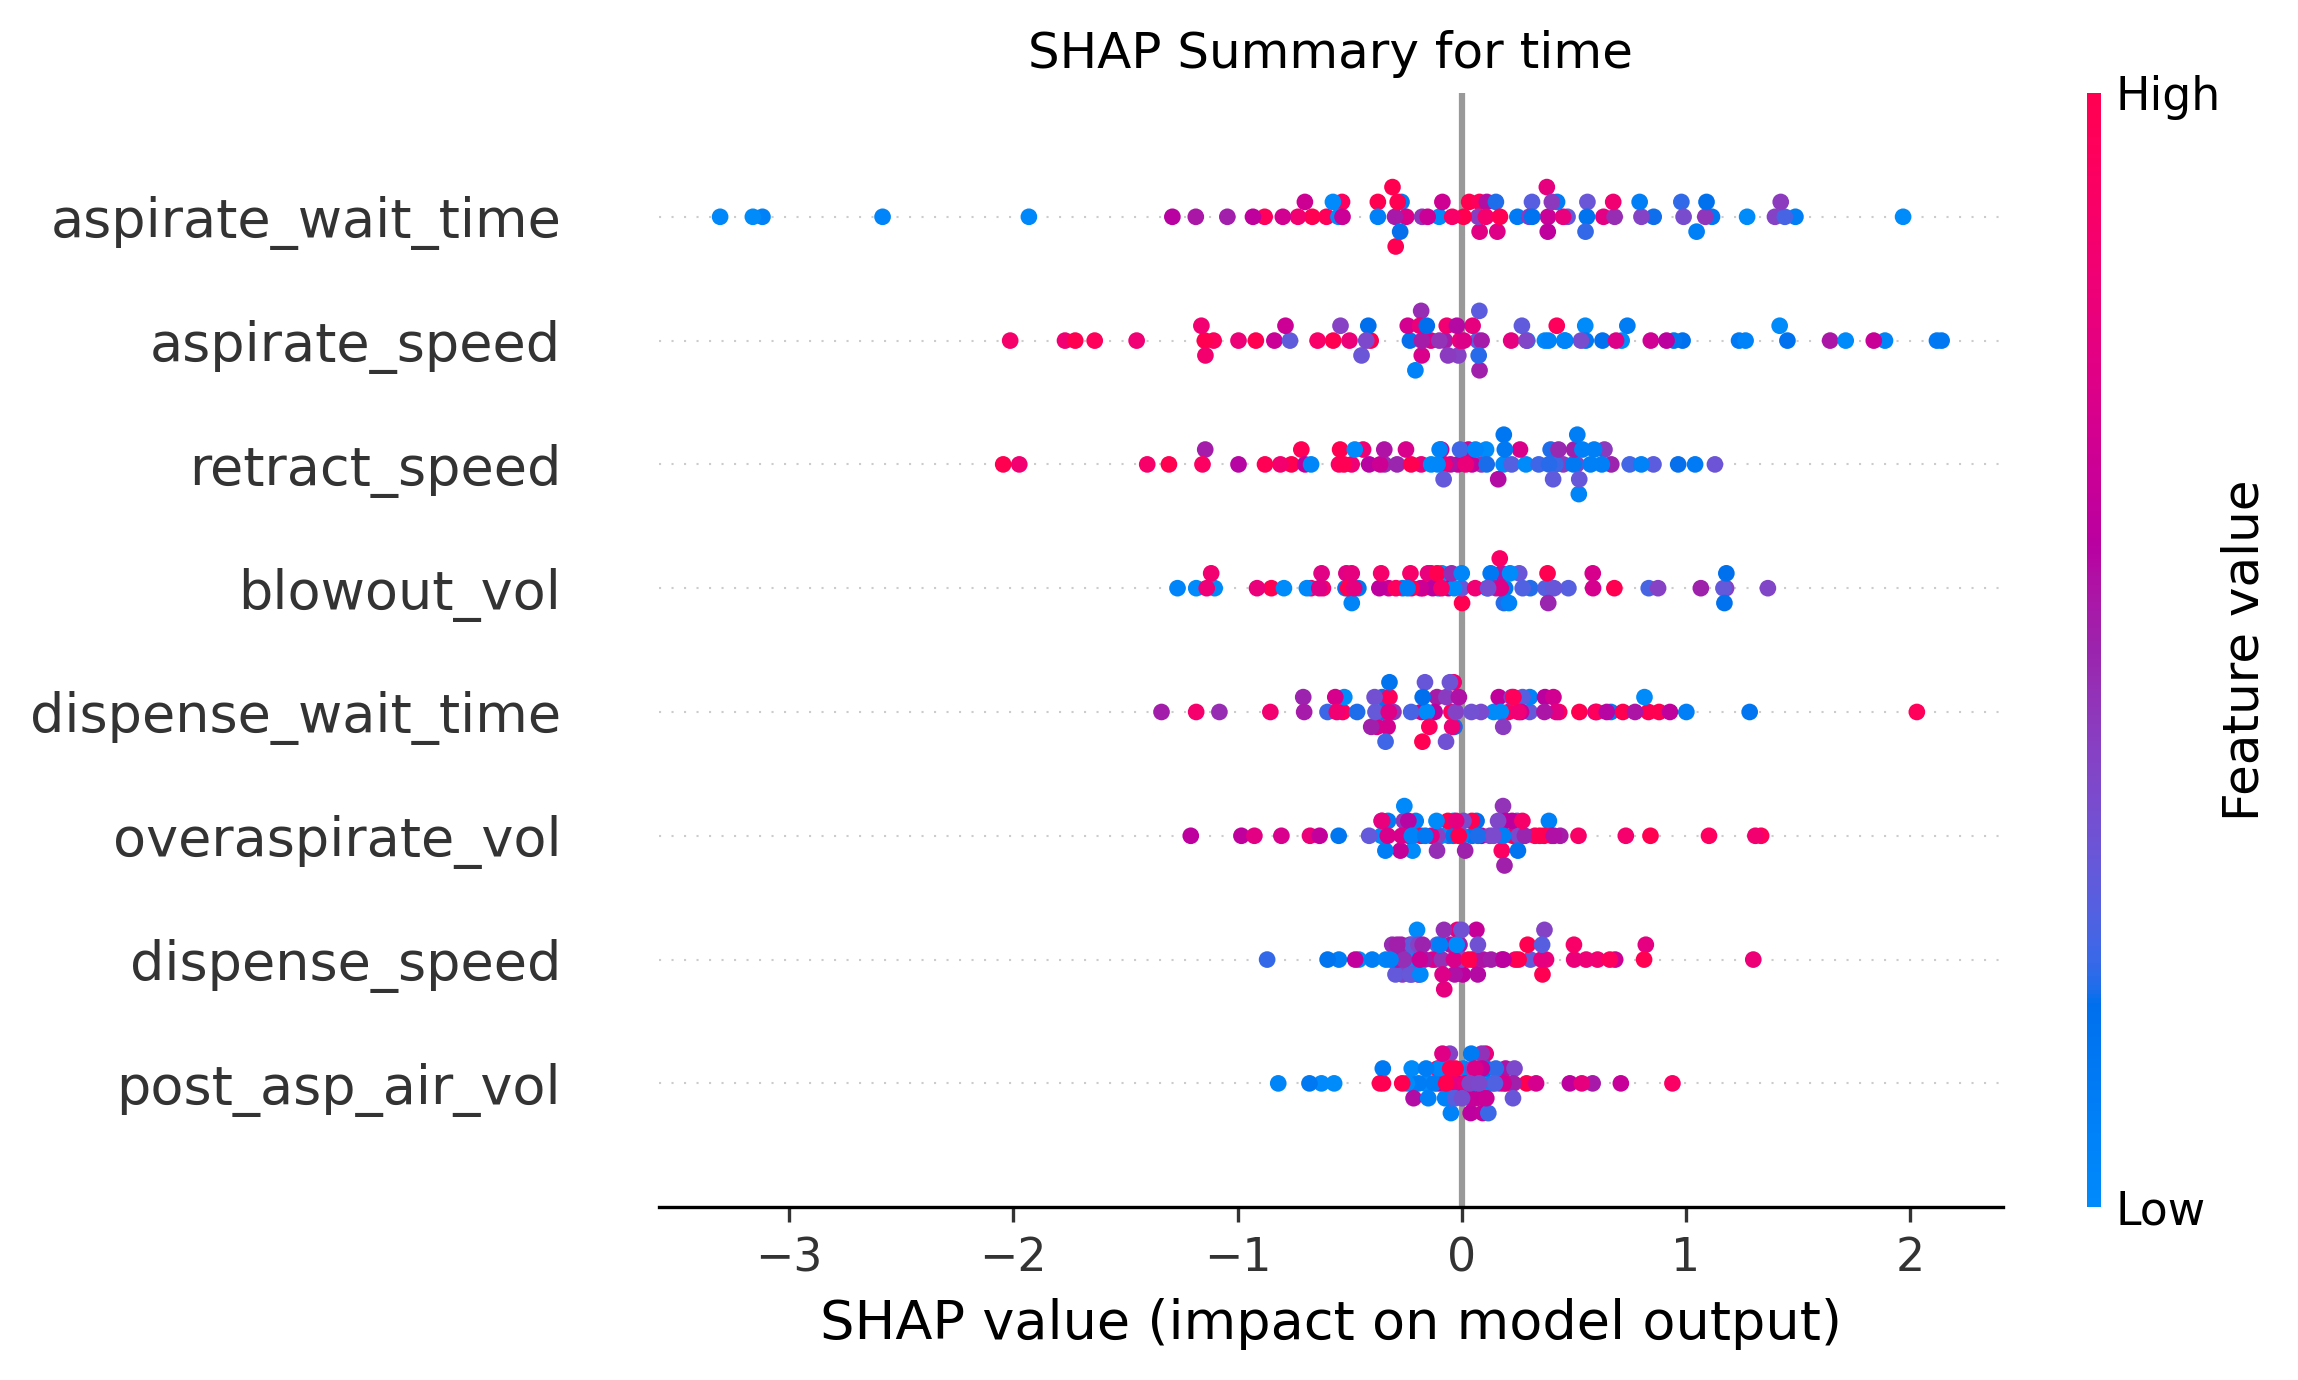 SHAP Summary for time
High
aspirate_wait_time
aspirate_speed
retract_speed
blowout_vol
dispense_wait_time
overaspirate_vol
dispense_speed
post_asp_air_vol
Feature value
Low
−3 −2 −1 0 1 2
SHAP value (impact on model output)